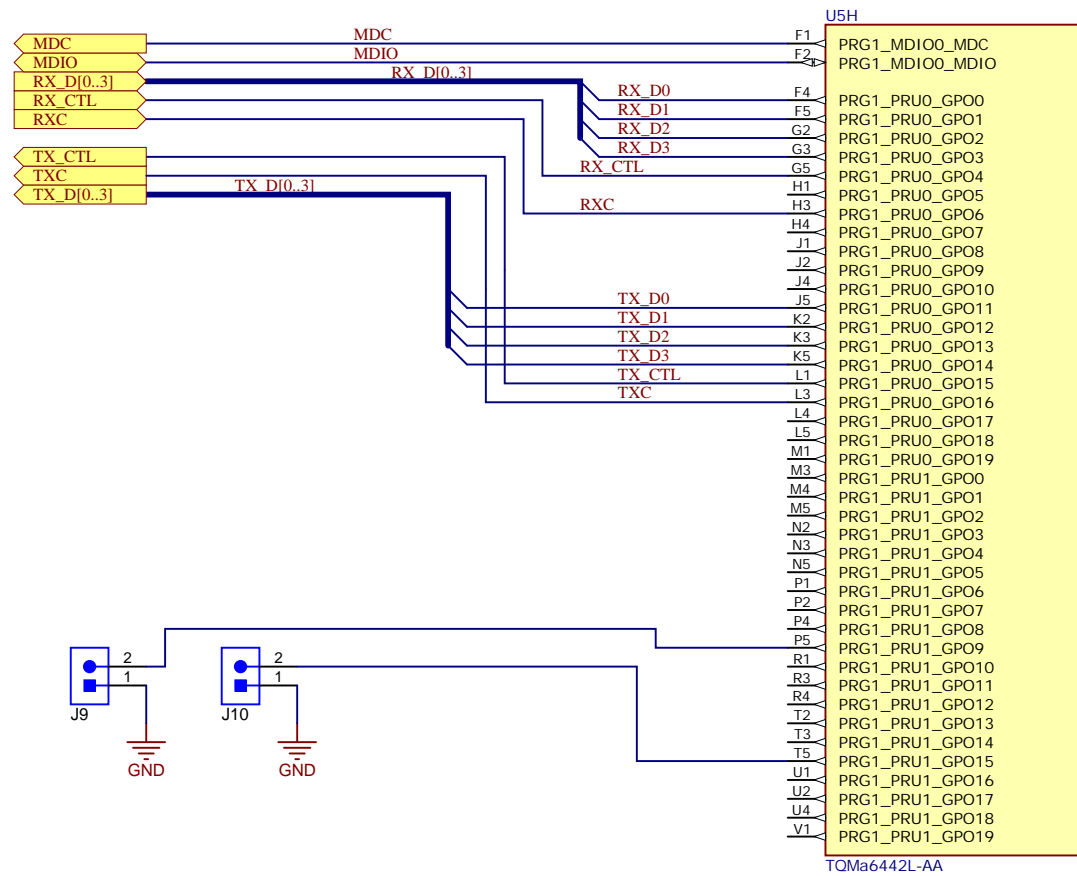 U5H
MDC
MDIO
RX_D[0..3]
RX_CTL
RXC
TX_CTL
TXC
TX_D[0..3]
MDC
MDIO
RX_D[0..3]
RX_D0
RX_D1
RX_D2
RX_D3
RX_CTL
RXC
TX_D[0..3]
TX_D0
TX_D1
TX_D2
TX_D3
TX_CTL
TXC
F1 PRG1_MDIO0_MDC
F2 PRG1_MDIO0_MDIO
F4 PRG1_PRU0_GPO0
F5 PRG1_PRU0_GPO1
G2 PRG1_PRU0_GPO2
G3 PRG1_PRU0_GPO3
G5 PRG1_PRU0_GPO4
H1 PRG1_PRU0_GPO5
H3 PRG1_PRU0_GPO6
H4 PRG1_PRU0_GPO7
J1 PRG1_PRU0_GPO8
J2 PRG1_PRU0_GPO9
J4 PRG1_PRU0_GPO10
J5 PRG1_PRU0_GPO11
K2 PRG1_PRU0_GPO12
K3 PRG1_PRU0_GPO13
K5 PRG1_PRU0_GPO14
L1 PRG1_PRU0_GPO15
L3 PRG1_PRU0_GPO16
L4 PRG1_PRU0_GPO17
L5 PRG1_PRU0_GPO18
M1 PRG1_PRU0_GPO19
M3 PRG1_PRU1_GPO0
M4 PRG1_PRU1_GPO1
M5 PRG1_PRU1_GPO2
N2 PRG1_PRU1_GPO3
N3 PRG1_PRU1_GPO4
N5 PRG1_PRU1_GPO5
P1 PRG1_PRU1_GPO6
P2 PRG1_PRU1_GPO7
P4 PRG1_PRU1_GPO8
P5 PRG1_PRU1_GPO9
R1 PRG1_PRU1_GPO10
R3 PRG1_PRU1_GPO11
R4 PRG1_PRU1_GPO12
T2 PRG1_PRU1_GPO13
T3 PRG1_PRU1_GPO14
T5 PRG1_PRU1_GPO15
U1 PRG1_PRU1_GPO16
U2 PRG1_PRU1_GPO17
U4 PRG1_PRU1_GPO18
V1 PRG1_PRU1_GPO19
2
1
J9
GND
2
1
J10
GND
TQMa6442L-AA